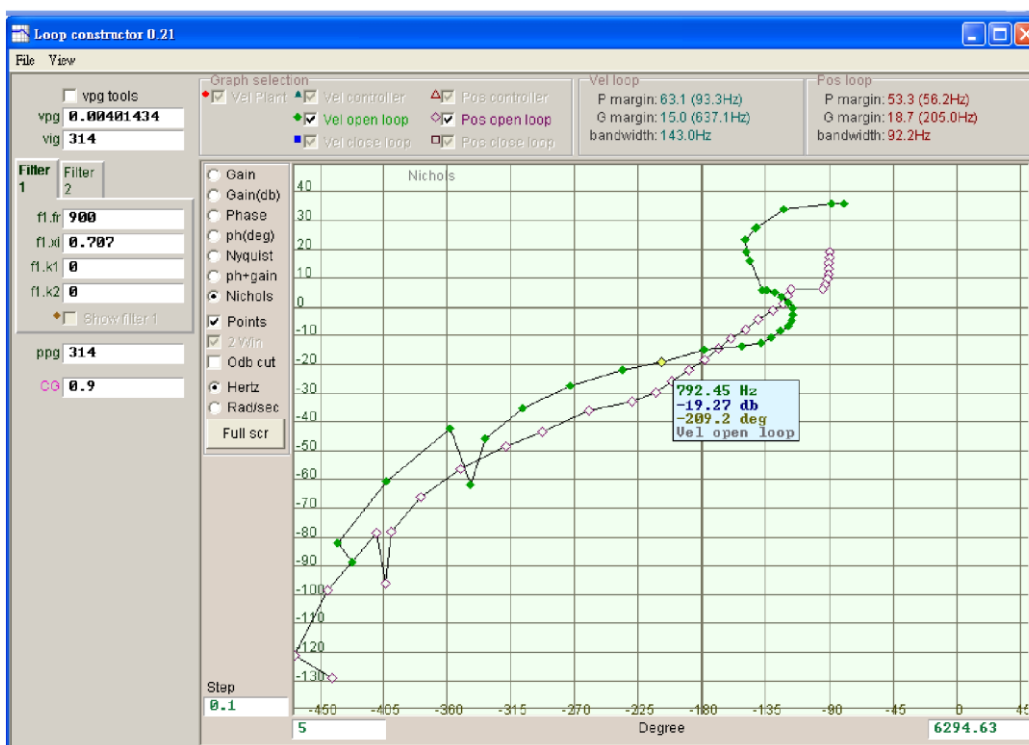 Loop constructor 0.21
File View
vpg tools
vpg 0.00401434
vig 314
Filter 1
Filter 2
f1.fr 900
f1.xi 0.707
f1.k1 0
f1.k2 0
Show filter 1
ppg 314
CG 0.9
Graph selection
Vel Plant Vel controller Pos controller
Vel open loop Pos open loop
Vel close loop Pos close loop
Vel loop
P margin: 63.1 (93.3Hz)
G margin: 15.0 (637.1Hz)
bandwidth: 143.0Hz
Pos loop
P margin: 53.3 (56.2Hz)
G margin: 18.7 (205.0Hz)
bandwidth: 92.2Hz
Gain
Gain(db)
Phase
ph(deg)
Nyquist
ph+gain
Nichols
Points
2 Win
0db cut
Hertz
Rad/sec
Full scr
Step
0.1
Nichols
40
30
20
10
0
-10
-20
-30
-40
-50
-60
-70
-80
-90
-100
-110
-120
-130
792.45 Hz
-19.27 db
-209.2 deg
Vel open loop
-450 -405 -360 -315 -270 -225 -180 -135 -90 -45 0 45
5 Degree 6294.63